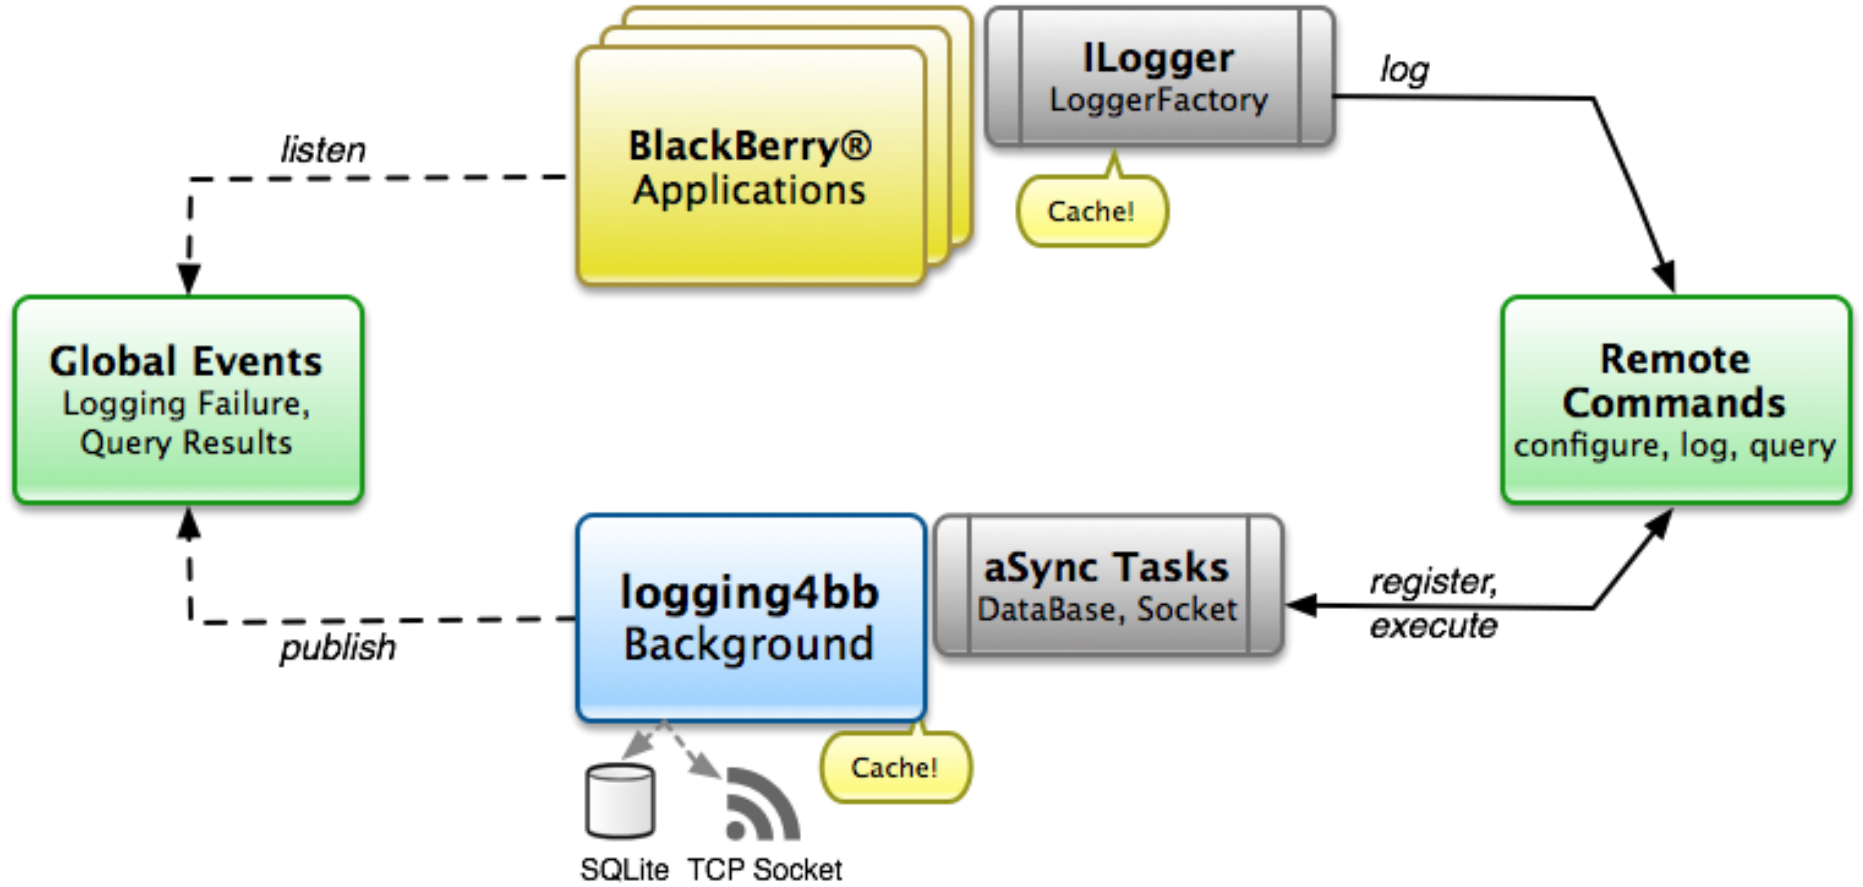 ILogger
LoggerFactory
log
listen
BlackBerry®
Applications
Cache!
Global Events
Logging Failure,
Query Results
Remote
Commands
configure, log, query
logging4bb
Background
aSync Tasks
DataBase, Socket
register,
execute
publish
Cache!
SQLite
TCP Socket